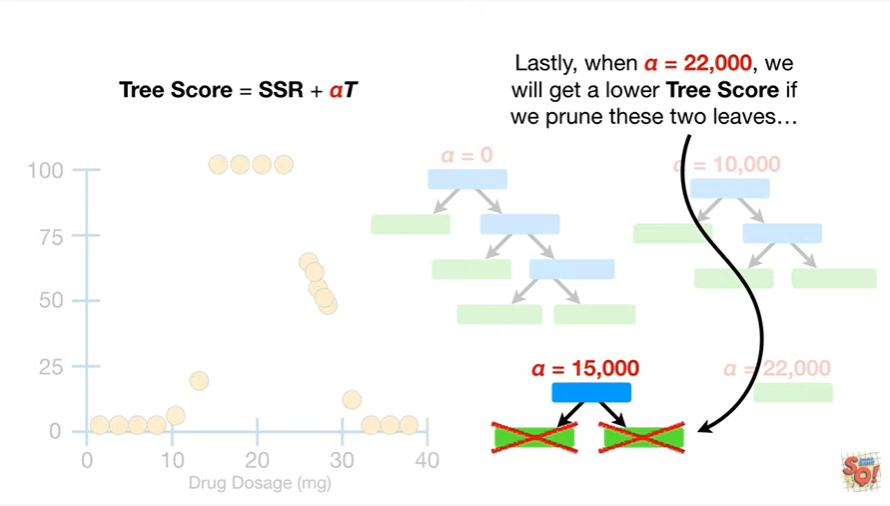 Tree Score = SSR + αT
Lastly, when α = 22,000, we
will get a lower Tree Score if
we prune these two leaves…
α = 0
α = 10,000
100
75
50
25
0
0 10 20 30 40
Drug Dosage (mg)
α = 15,000
α = 22,000
SQ!